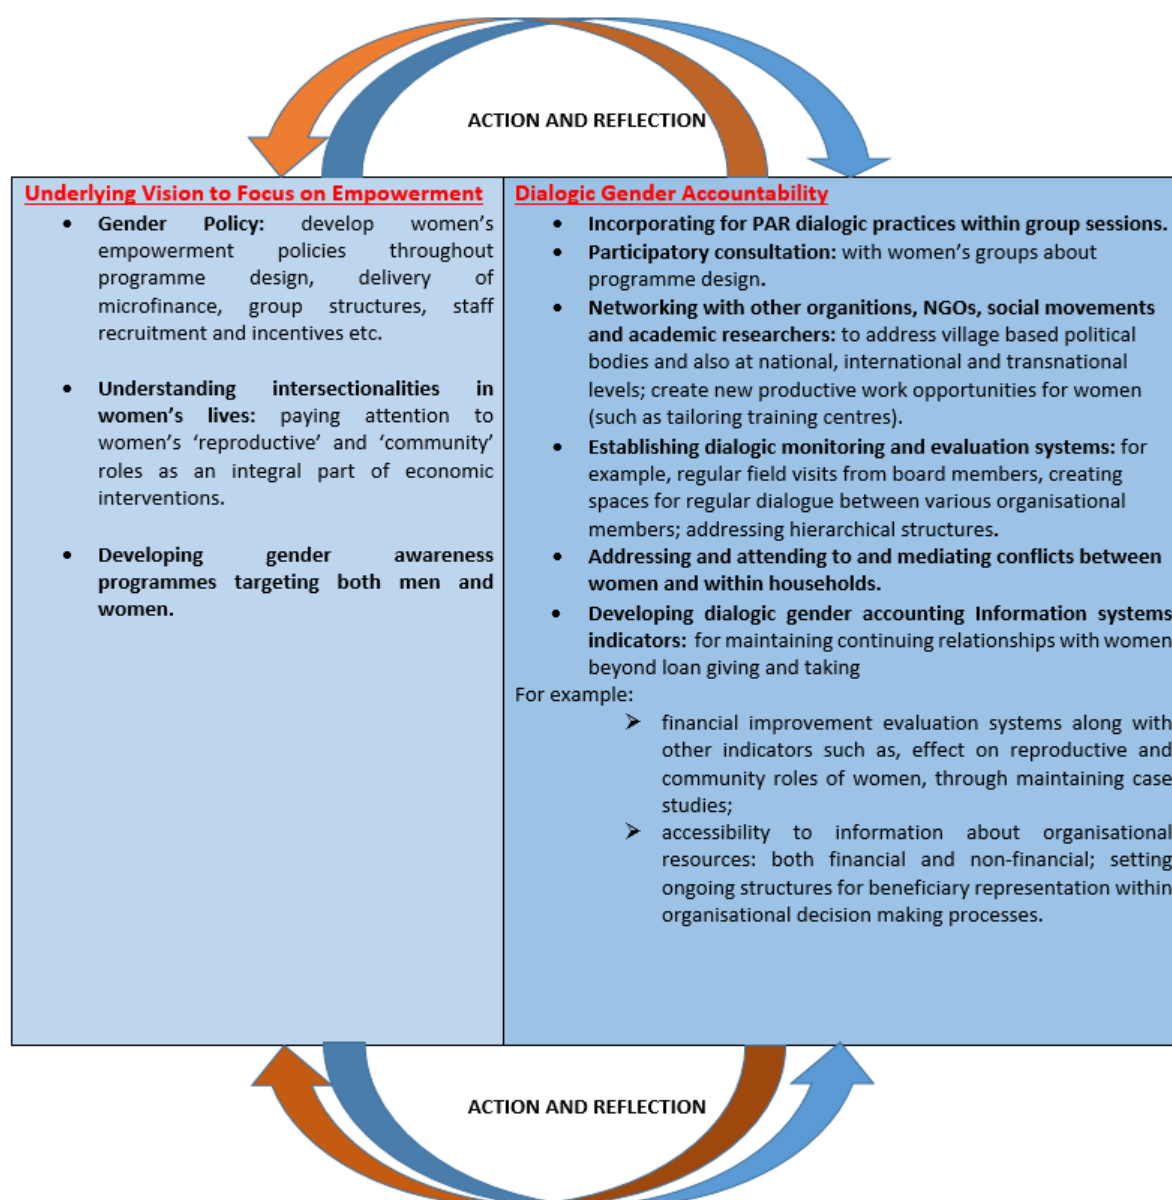 ACTION AND REFLECTION
Underlying Vision to Focus on Empowerment
• Gender Policy: develop women's
empowerment policies throughout
programme design, delivery of
microfinance, group structures, staff
recruitment and incentives etc.
• Understanding intersectionalities in
women's lives: paying attention to
women's 'reproductive' and 'community'
roles as an integral part of economic
interventions.
• Developing gender awareness
programmes targeting both men and
women.
Dialogic Gender Accountability
• Incorporating for PAR dialogic practices within group sessions.
• Participatory consultation: with women's groups about
programme design.
• Networking with other organitions, NGOs, social movements
and academic researchers: to address village based political
bodies and also at national, international and transnational
levels; create new productive work opportunities for women
(such as tailoring training centres).
• Establishing dialogic monitoring and evaluation systems: for
example, regular field visits from board members, creating
spaces for regular dialogue between various organisational
members; addressing hierarchical structures.
• Addressing and attending to and mediating conflicts between
women and within households.
• Developing dialogic gender accounting Information systems
indicators: for maintaining continuing relationships with women
beyond loan giving and taking
For example:
➢ financial improvement evaluation systems along with
other indicators such as, effect on reproductive and
community roles of women, through maintaining case
studies;
➢ accessibility to information about organisational
resources: both financial and non-financial; setting
ongoing structures for beneficiary representation within
organisational decision making processes.
ACTION AND REFLECTION